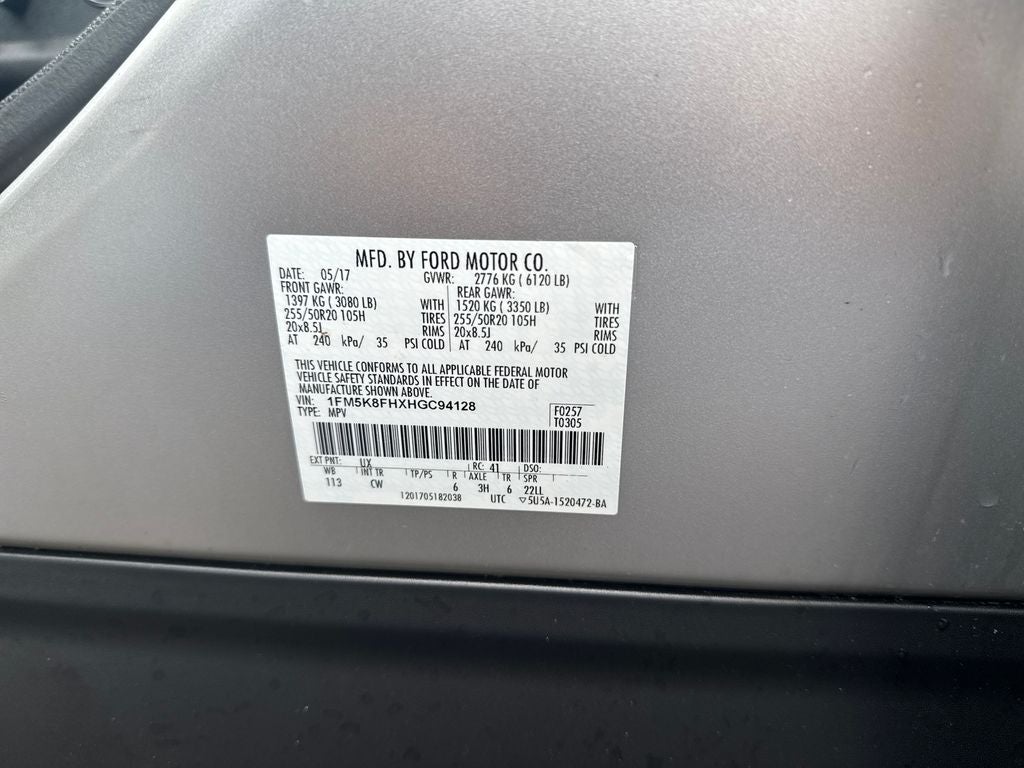 MFD. BY FORD MOTOR CO.
DATE: 05/17 GVWR: 2776 KG ( 6120 LB)
FRONT GAWR: REAR GAWR:
1397 KG ( 3080 LB) WITH 1520 KG ( 3350 LB) WITH
255/50R20 105H TIRES 255/50R20 105H TIRES
20x8.5J RIMS 20x8.5J RIMS
AT 240 kPa/ 35 PSI COLD AT 240 kPa/ 35 PSI COLD
THIS VEHICLE CONFORMS TO ALL APPLICABLE FEDERAL MOTOR
VEHICLE SAFETY STANDARDS IN EFFECT ON THE DATE OF
MANUFACTURE SHOWN ABOVE.
VIN: 1FM5K8FHXHGC94128 F0257
TYPE: MPV T0305
EXT PNT: UX RC: 41 DSO:
WB INT TR TP/PS R AXLE TR SPR
113 CW 6 3H 6 22LL
1201705182038 UTC ▽5U5A-1520472-BA